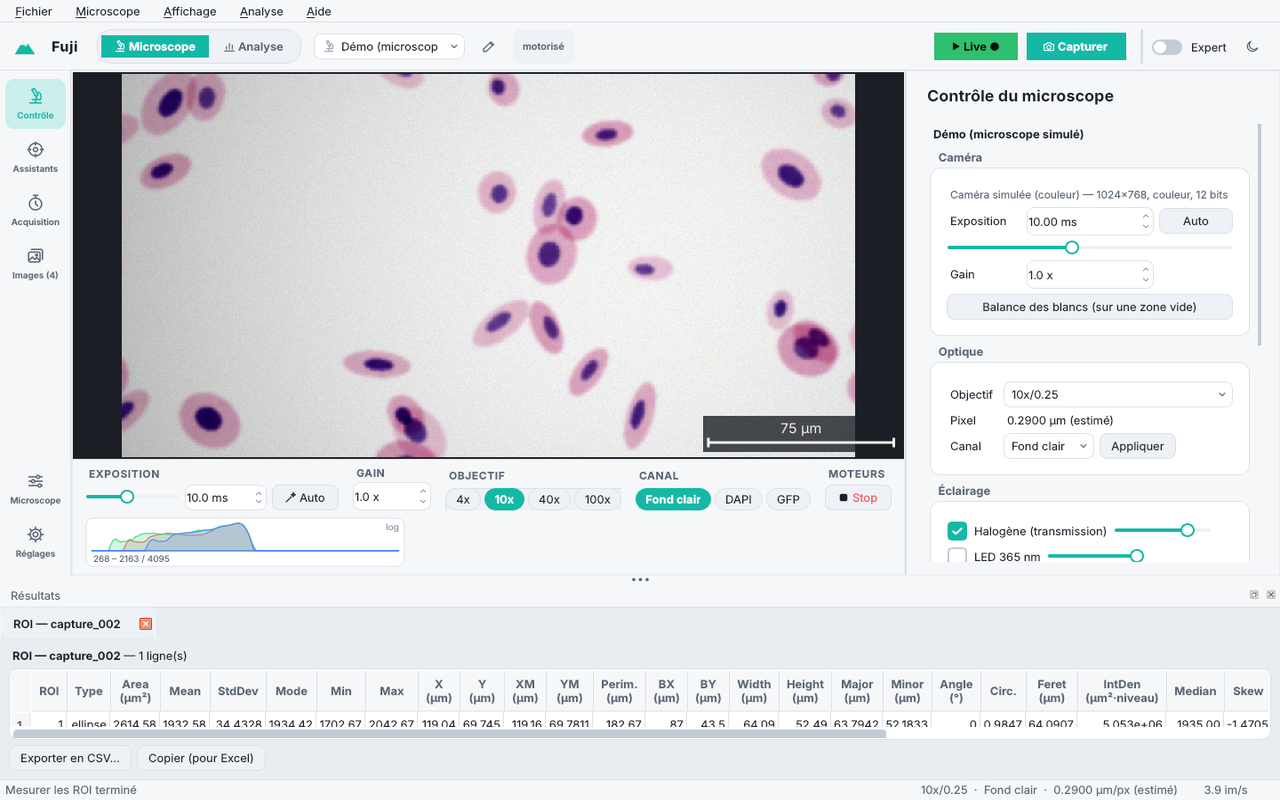 Fichier Microscope Affichage Analyse Aide
Fuji Microscope Analyse Démo (microscop motorisé Live Capturer Expert
Contrôle
Assistants
Acquisition
Images (4)
Microscope
Réglages
75 µm
EXPOSITION GAIN OBJECTIF CANAL MOTEURS
10.0 ms Auto 1.0 x 4x 10x 40x 100x Fond clair DAPI GFP Stop
log
268 – 2163 / 4095
Contrôle du microscope
Démo (microscope simulé)
Caméra
Caméra simulée (couleur) — 1024×768, couleur, 12 bits
Exposition 10.00 ms Auto
Gain 1.0 x
Balance des blancs (sur une zone vide)
Optique
Objectif 10x/0.25
Pixel 0.2900 µm (estimé)
Canal Fond clair Appliquer
Éclairage
Halogène (transmission)
LED 365 nm
Résultats
ROI — capture_002
ROI — capture_002 — 1 ligne(s)
ROI Type Area (µm²) Mean StdDev Mode Min Max X (µm) Y (µm) XM (µm) YM (µm) Perim. (µm) BX (µm) BY (µm) Width (µm) Height (µm) Major (µm) Minor (µm) Angle (°) Circ. Feret (µm) IntDen (µm²·niveau) Median Skew
1 1 ellipse 2614.58 1932.58 34.4328 1934.42 1702.67 2042.67 119.04 69.745 119.16 69.7811 182.67 87 43.5 64.09 52.49 63.7942 52.1833 0 0.9847 64.0907 5.053e+06 1935.00 -1.4705
Exporter en CSV... Copier (pour Excel)
Mesurer les ROI terminé 10x/0.25 · Fond clair · 0.2900 µm/px (estimé) 3.9 im/s